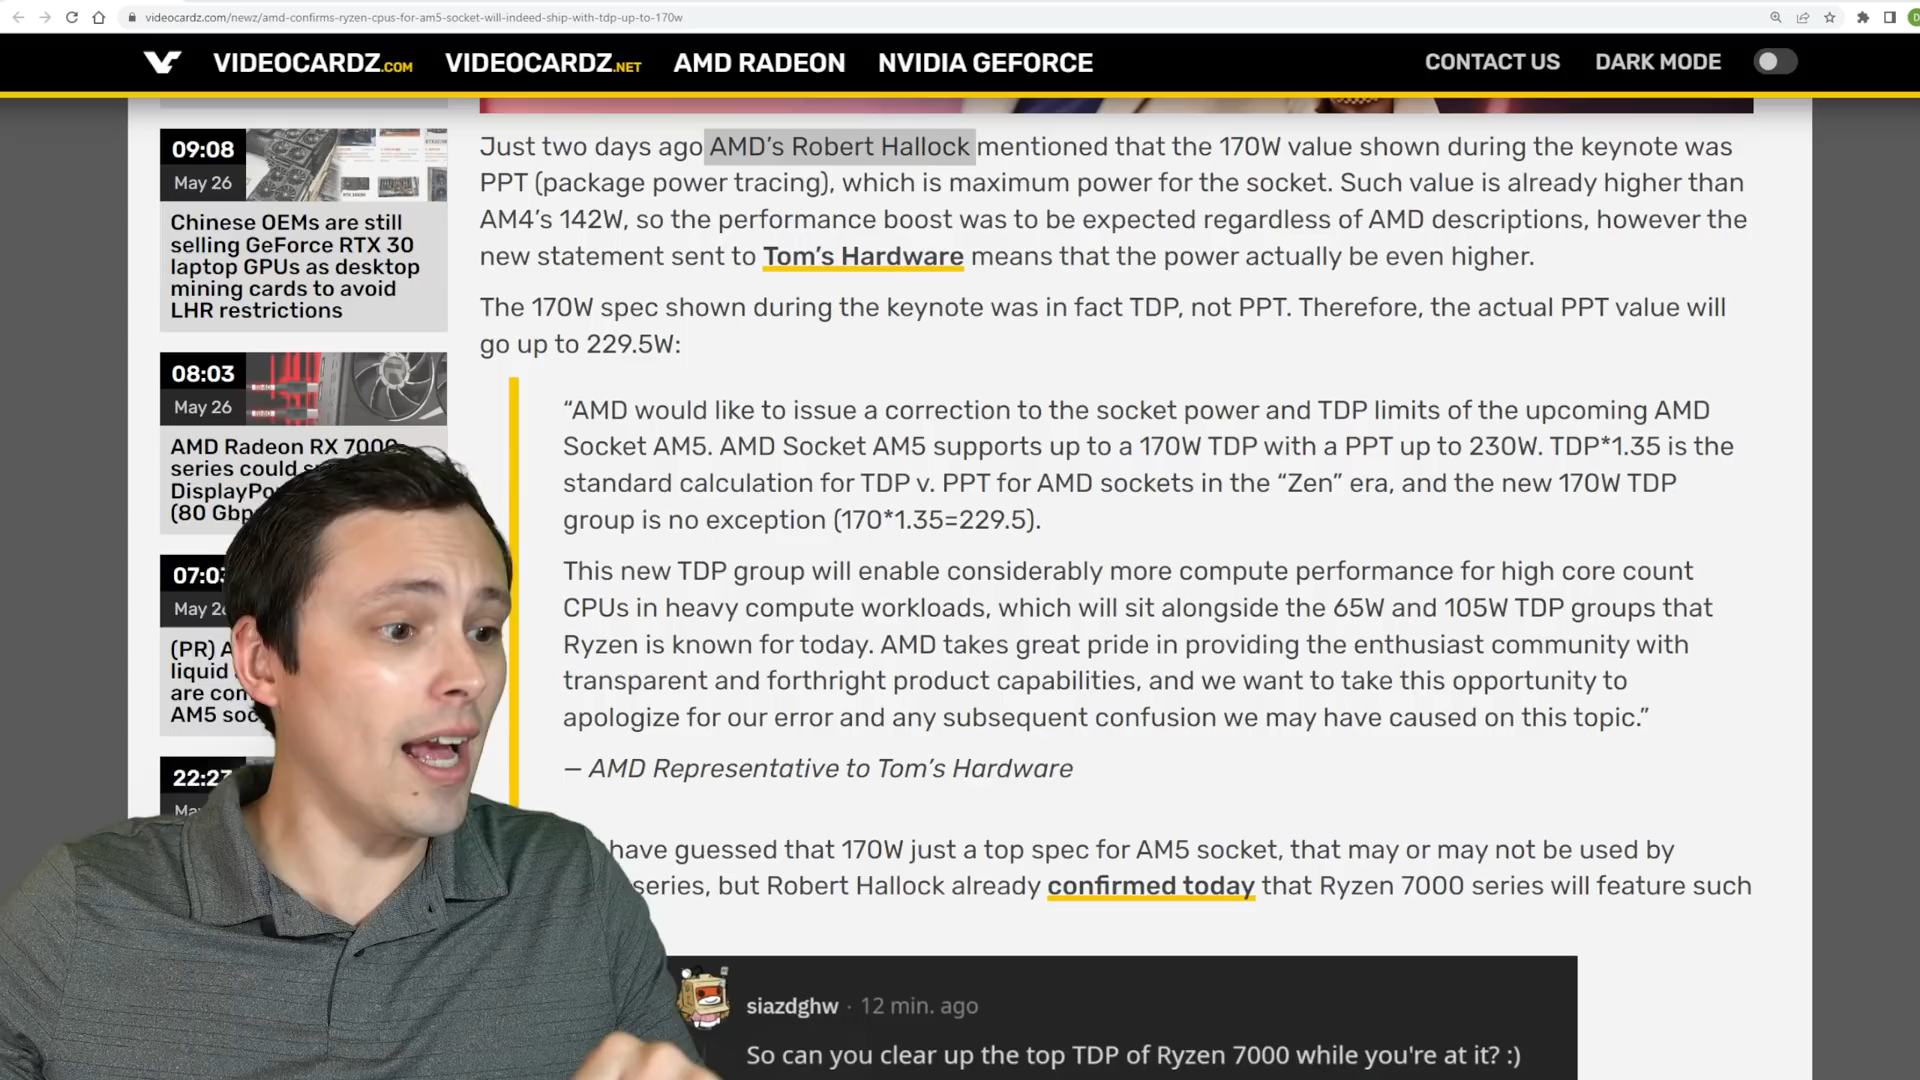 videocardz.com/newz/amd-confirms-ryzen-cpus-for-am5-socket-will-indeed-ship-with-tdp-up-to-170w
VIDEOCARDZ.COM VIDEOCARDZ.NET AMD RADEON NVIDIA GEFORCE CONTACT US DARK MODE
09:08
May 26
Chinese OEMs are still
selling GeForce RTX 30
laptop GPUs as desktop
mining cards to avoid
LHR restrictions
08:03
May 26
AMD Radeon RX 7000
series could
DisplayPo
(80 Gbp
07:03
May 26
(PR) A
liquid
are con
AM5 soc
22:27
May
Just two days ago AMD’s Robert Hallock mentioned that the 170W value shown during the keynote was
PPT (package power tracing), which is maximum power for the socket. Such value is already higher than
AM4’s 142W, so the performance boost was to be expected regardless of AMD descriptions, however the
new statement sent to Tom’s Hardware means that the power actually be even higher.
The 170W spec shown during the keynote was in fact TDP, not PPT. Therefore, the actual PPT value will
go up to 229.5W:
“AMD would like to issue a correction to the socket power and TDP limits of the upcoming AMD
Socket AM5. AMD Socket AM5 supports up to a 170W TDP with a PPT up to 230W. TDP*1.35 is the
standard calculation for TDP v. PPT for AMD sockets in the “Zen” era, and the new 170W TDP
group is no exception (170*1.35=229.5).
This new TDP group will enable considerably more compute performance for high core count
CPUs in heavy compute workloads, which will sit alongside the 65W and 105W TDP groups that
Ryzen is known for today. AMD takes great pride in providing the enthusiast community with
transparent and forthright product capabilities, and we want to take this opportunity to
apologize for our error and any subsequent confusion we may have caused on this topic.”
— AMD Representative to Tom’s Hardware
have guessed that 170W just a top spec for AM5 socket, that may or may not be used by
series, but Robert Hallock already confirmed today that Ryzen 7000 series will feature such
siazdghw · 12 min. ago
So can you clear up the top TDP of Ryzen 7000 while you're at it? :)